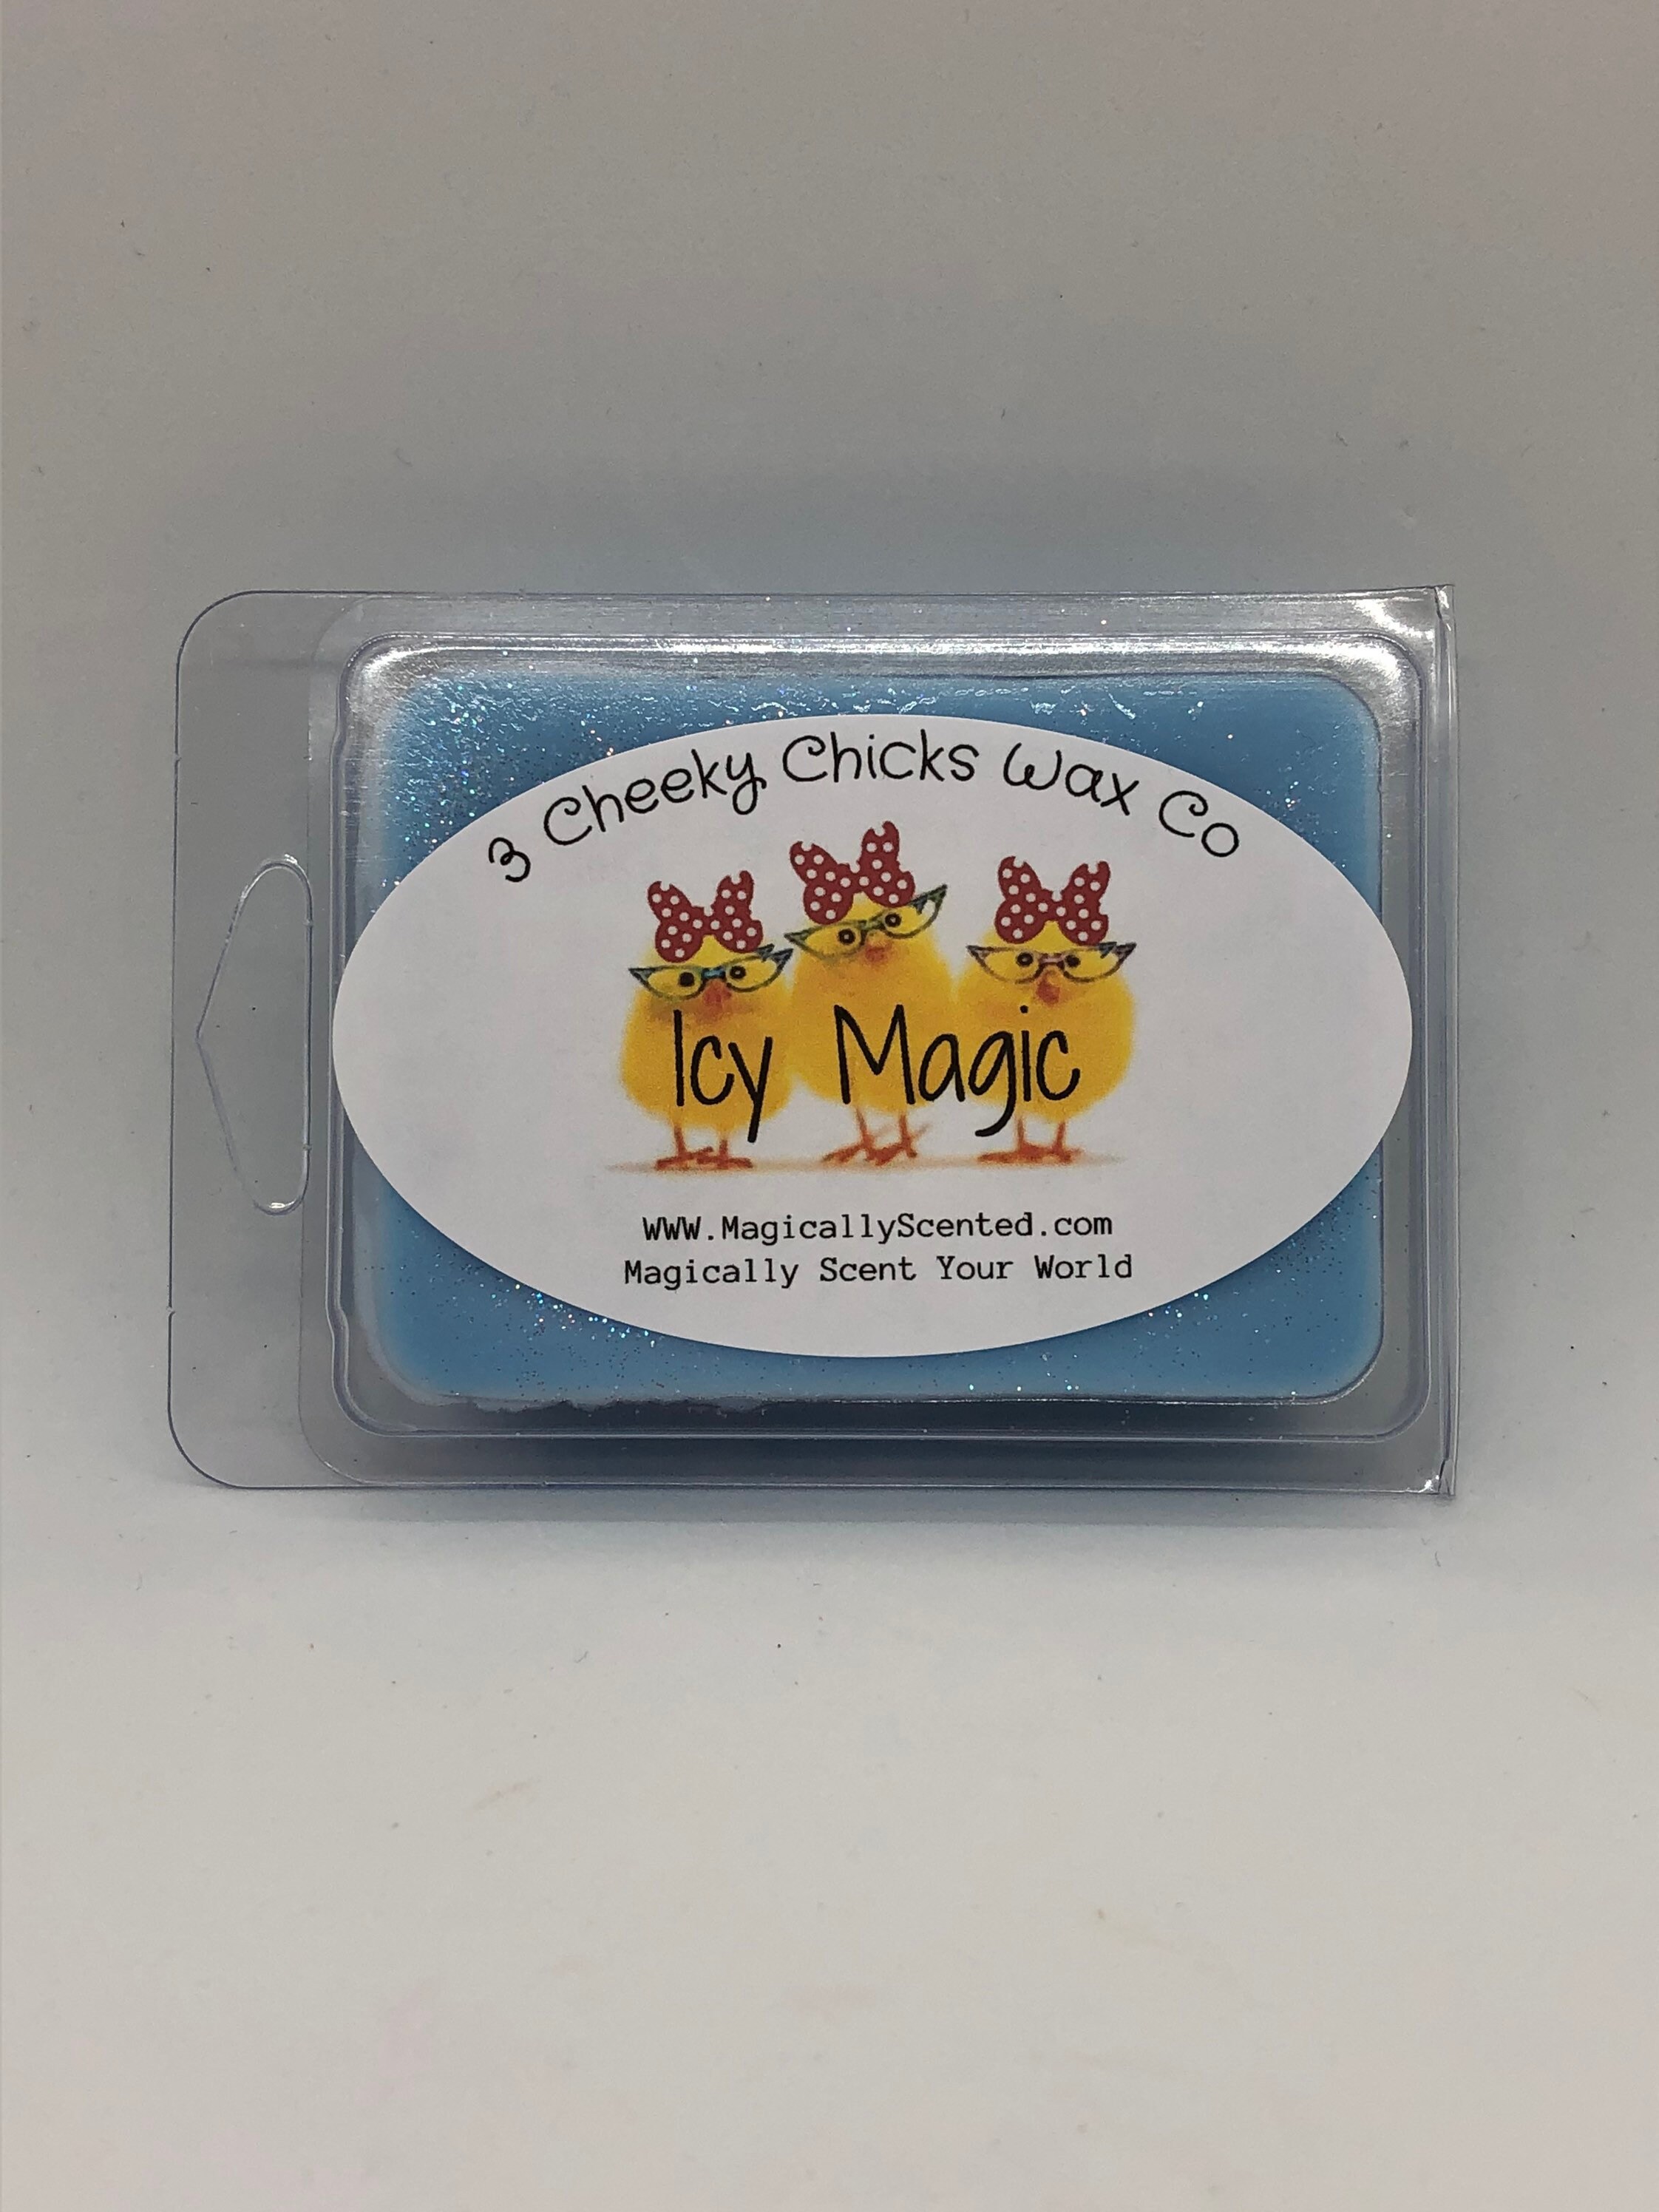 3 Cheeky Chicks Wax Co
Icy Magic
WWW.MagicallyScented.com
Magically Scent Your World